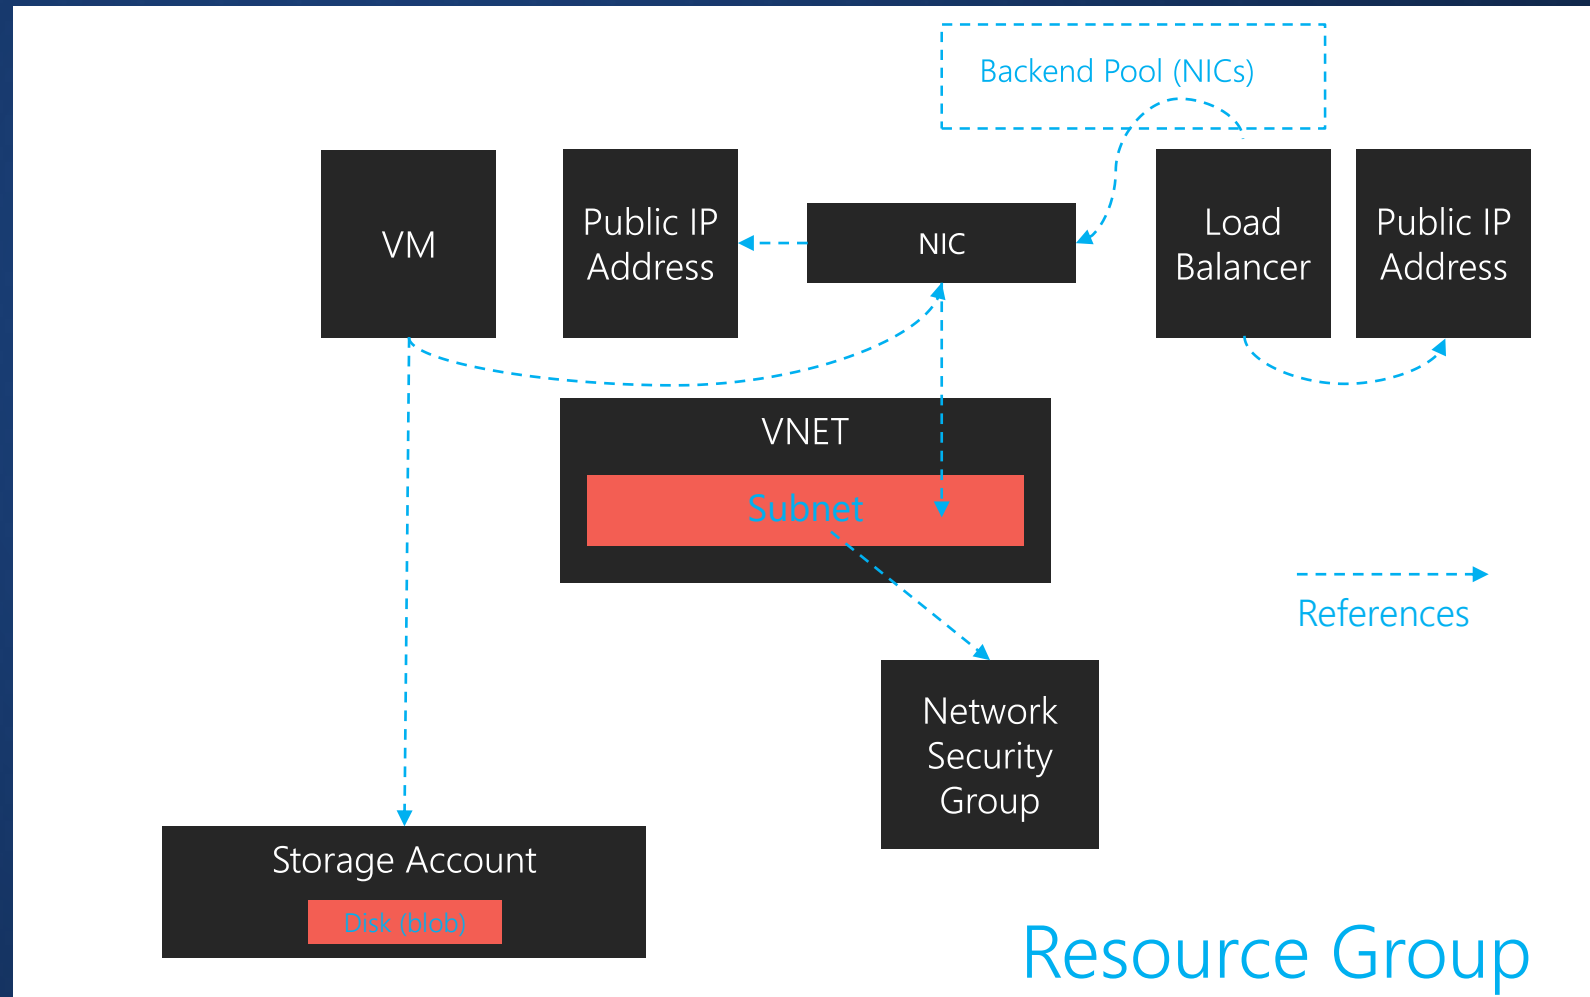 Backend Pool (NICs)
VM
Public IP
Address
NIC
Load
Balancer
Public IP
Address
VNET
Subnet
References
Network
Security
Group
Storage Account
Disk (blob)
Resource Group